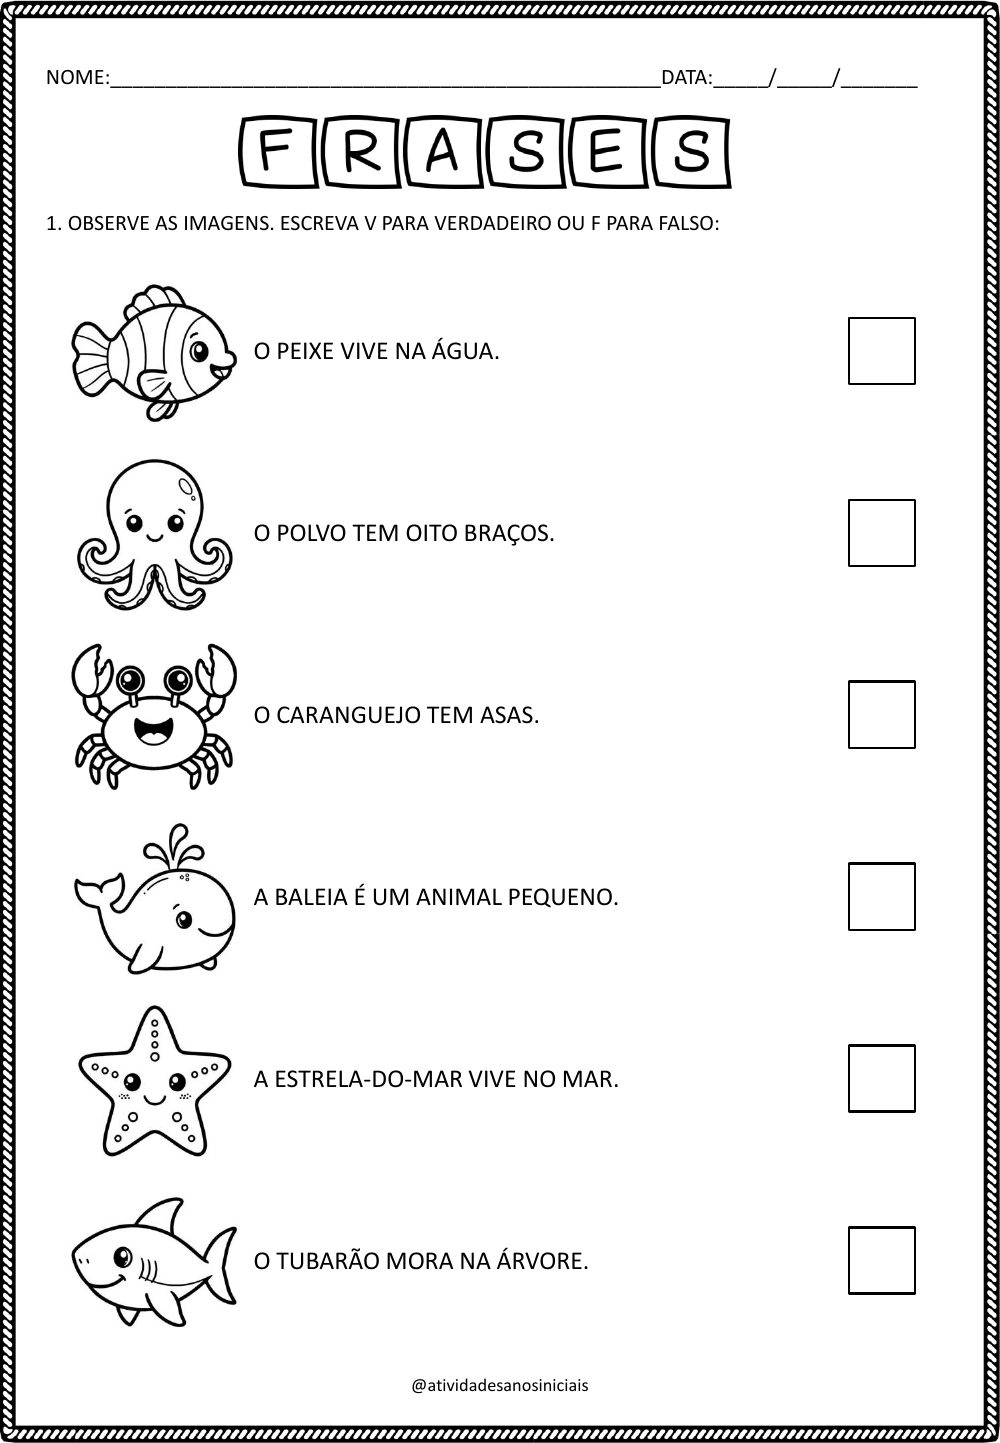 NOME:__________________________________________________DATA:_____/_____/_______
FRASES
1. OBSERVE AS IMAGENS. ESCREVA V PARA VERDADEIRO OU F PARA FALSO:
O PEIXE VIVE NA ÁGUA.
O POLVO TEM OITO BRAÇOS.
O CARANGUEJO TEM ASAS.
A BALEIA É UM ANIMAL PEQUENO.
A ESTRELA-DO-MAR VIVE NO MAR.
O TUBARÃO MORA NA ÁRVORE.
@atividadesanosiniciais